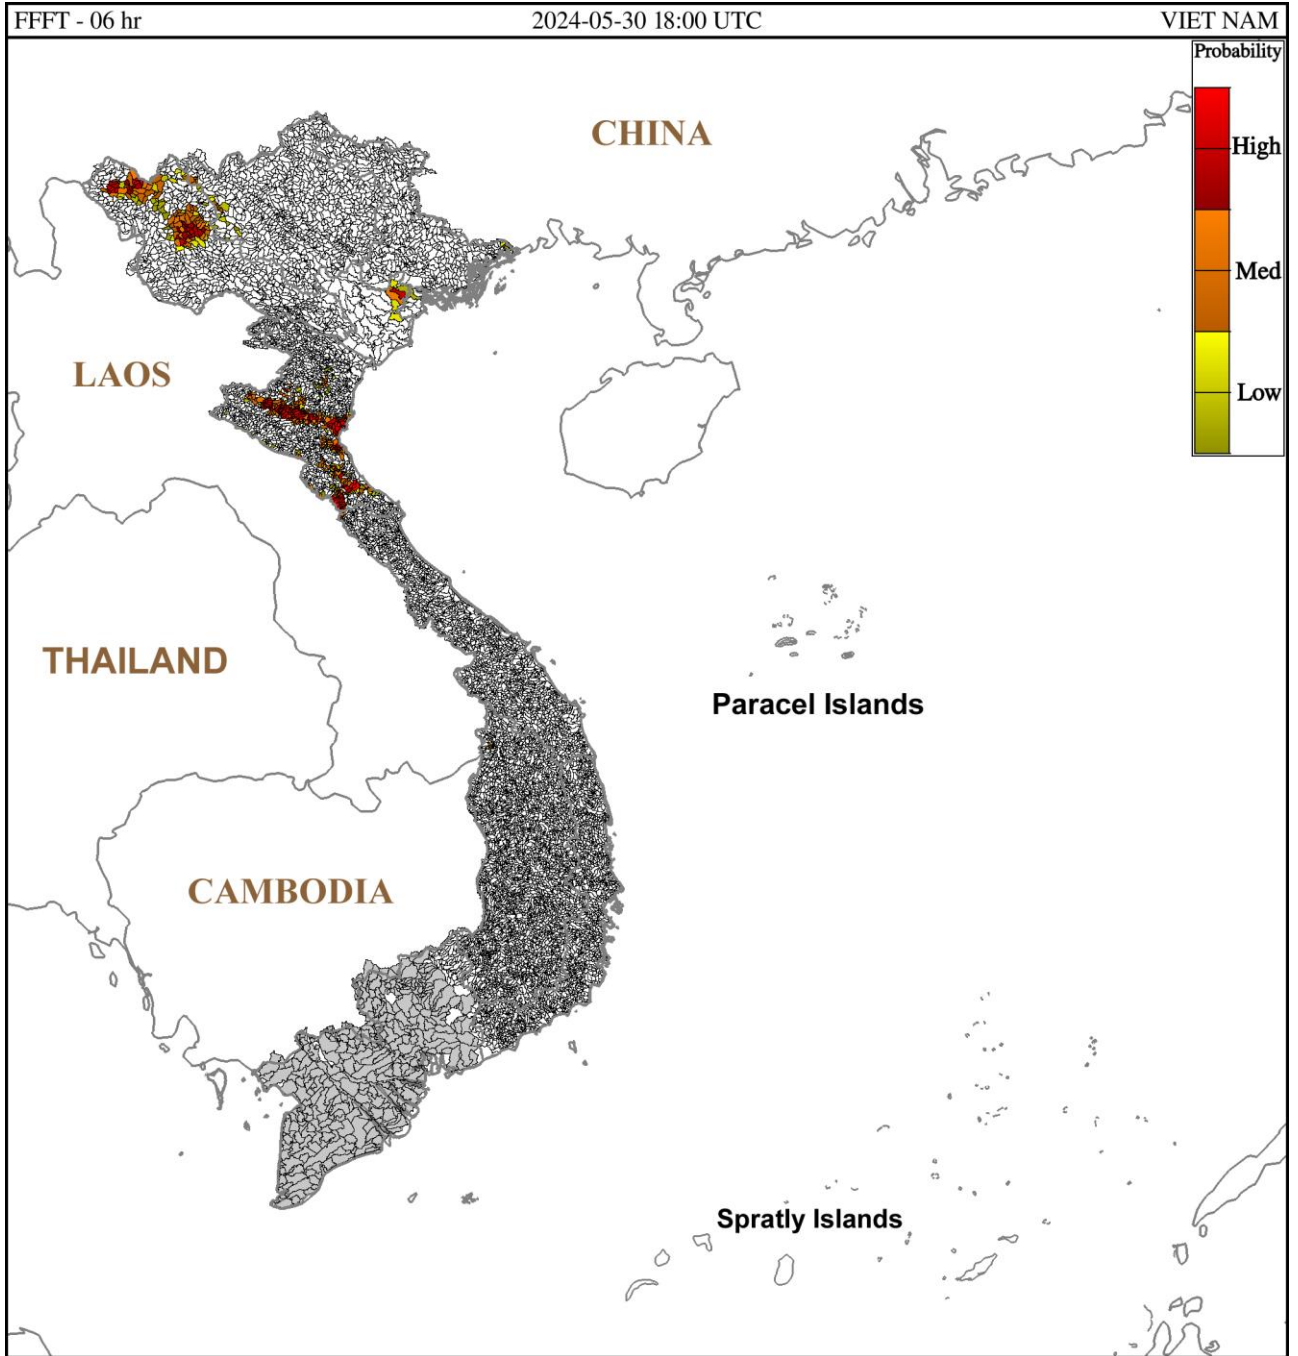 FFFT - 06 hr 2024-05-30 18:00 UTC VIET NAM
Probability
High
Med
Low
CHINA
LAOS
THAILAND
Paracel Islands
CAMBODIA
Spratly Islands